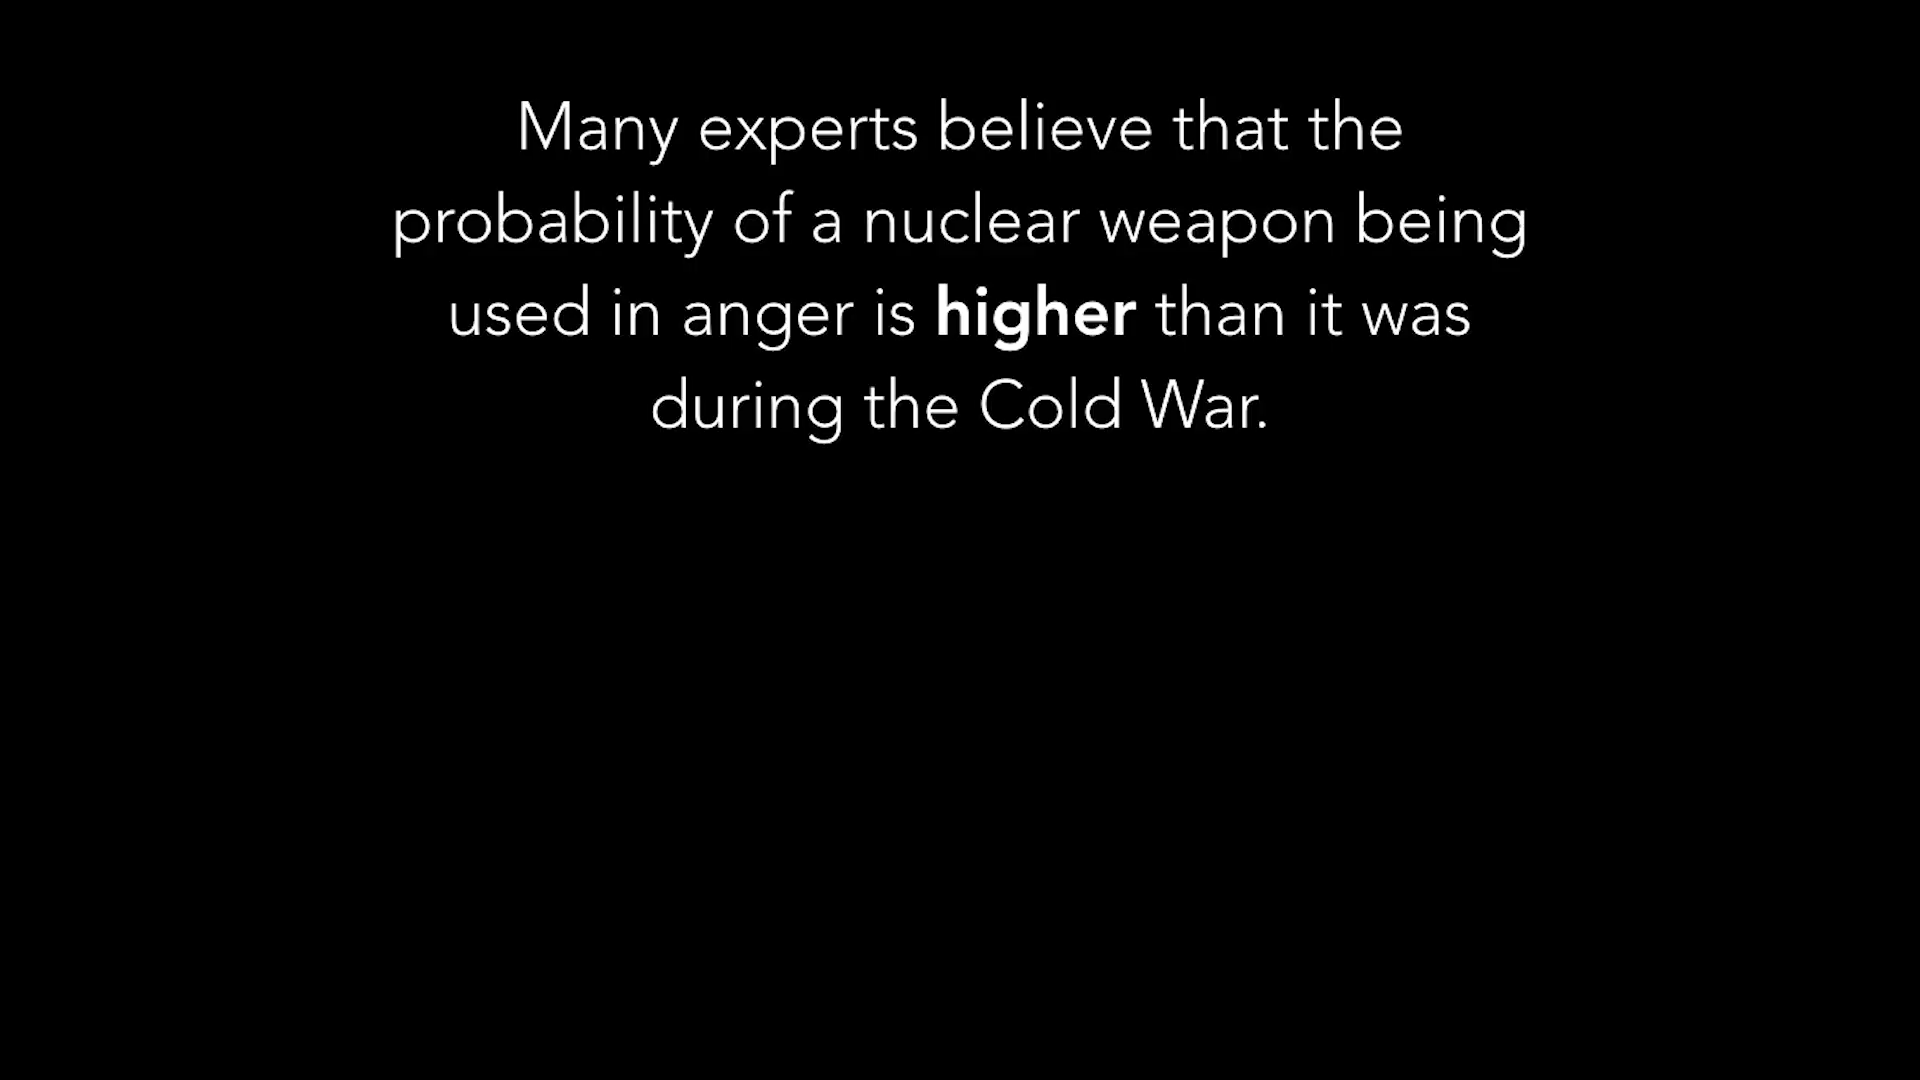 Many experts believe that the
probability of a nuclear weapon being
used in anger is higher than it was
during the Cold War.